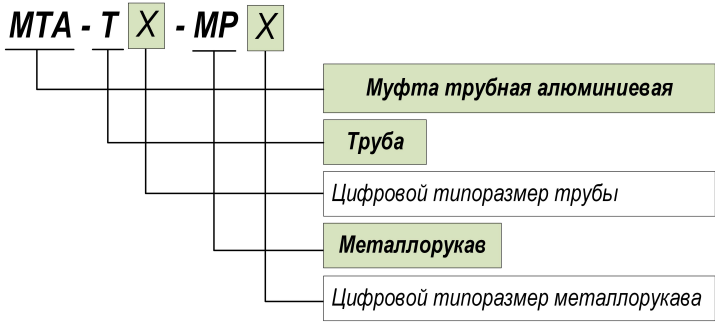 МТА - Т X - МР X
Муфта трубная алюминиевая
Труба
Цифровой типоразмер трубы
Металлорукав
Цифровой типоразмер металлорукава